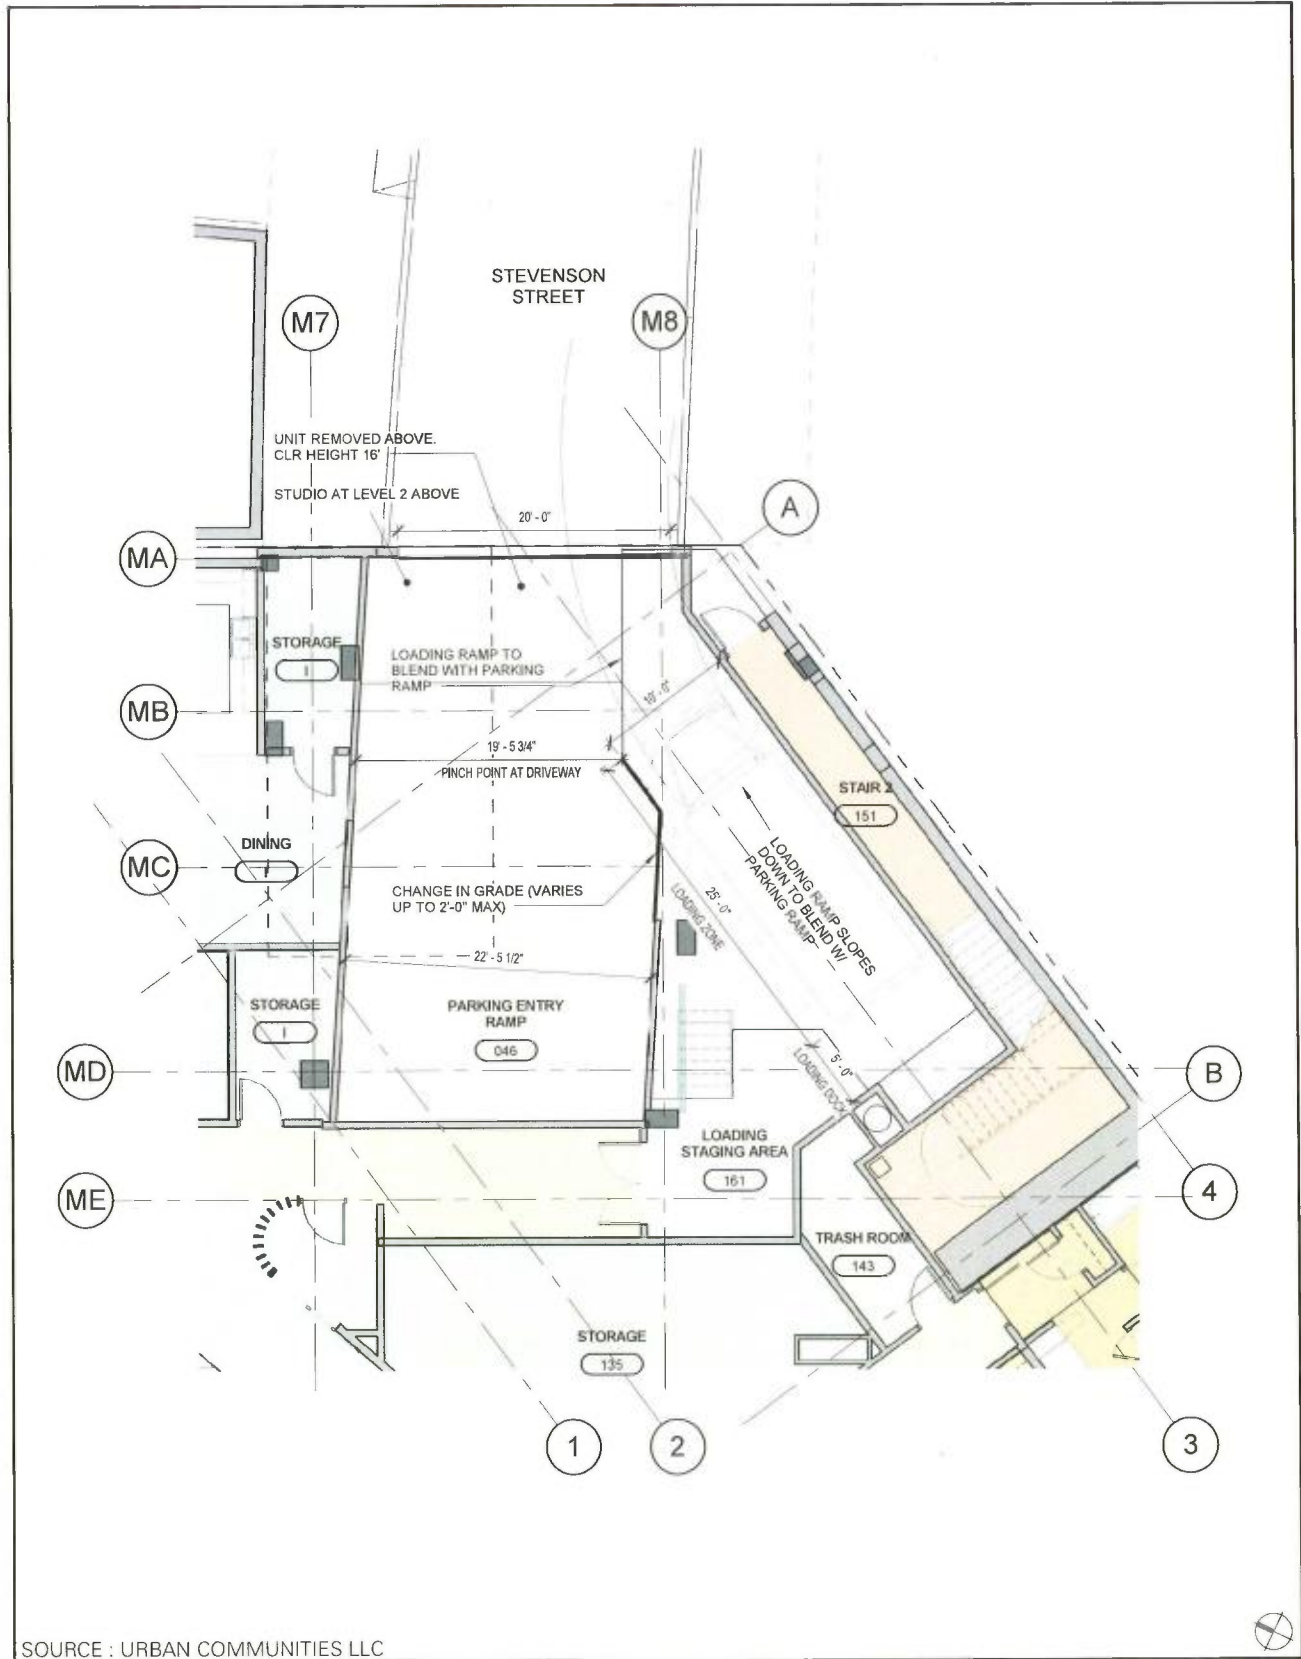 STEVENSON
STREET
M7
M8
UNIT REMOVED ABOVE.
CLR HEIGHT 16'
STUDIO AT LEVEL 2 ABOVE
20' - 0"
A
MA
STORAGE
LOADING RAMP TO
BLEND WITH PARKING
RAMP
10' - 0"
MB
19' - 5 3/4"
PINCH POINT AT DRIVEWAY
STAIR 2
151
DINING
MC
CHANGE IN GRADE (VARIES
UP TO 2'-0" MAX)
25' - 0"
LOADING ZONE
LOADING RAMP SLOPES
DOWN TO BLEND W/
PARKING RAMP
22' - 5 1/2"
STORAGE
PARKING ENTRY
RAMP
046
MD
5' - 0"
LOADING DOCK
B
LOADING
STAGING AREA
161
ME
4
TRASH ROOM
143
STORAGE
135
1
2
3
SOURCE : URBAN COMMUNITIES LLC